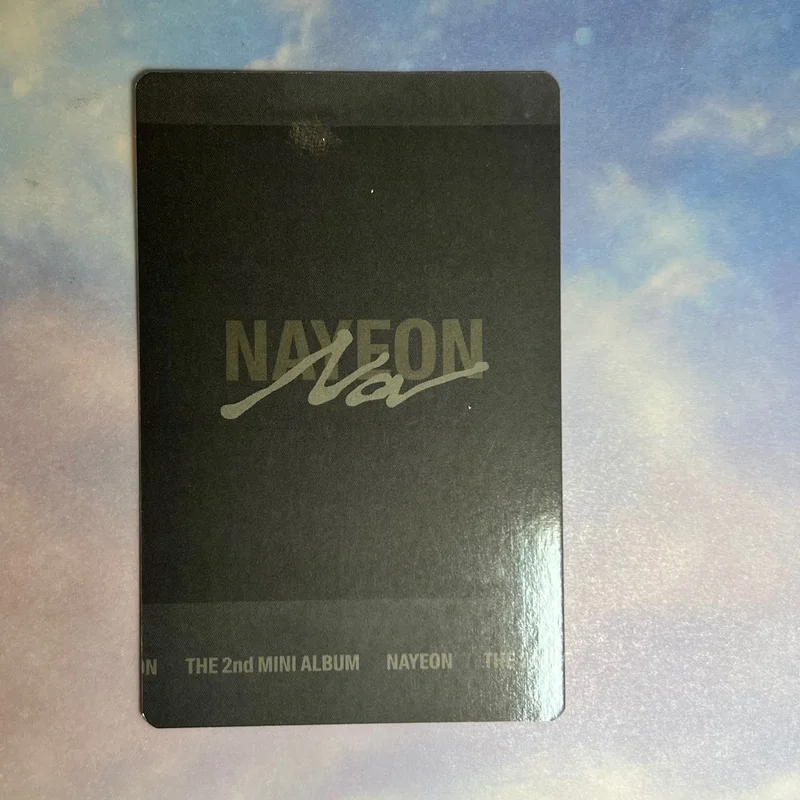 NAYEON
Na
ON THE 2nd MINI ALBUM NAYEON THE